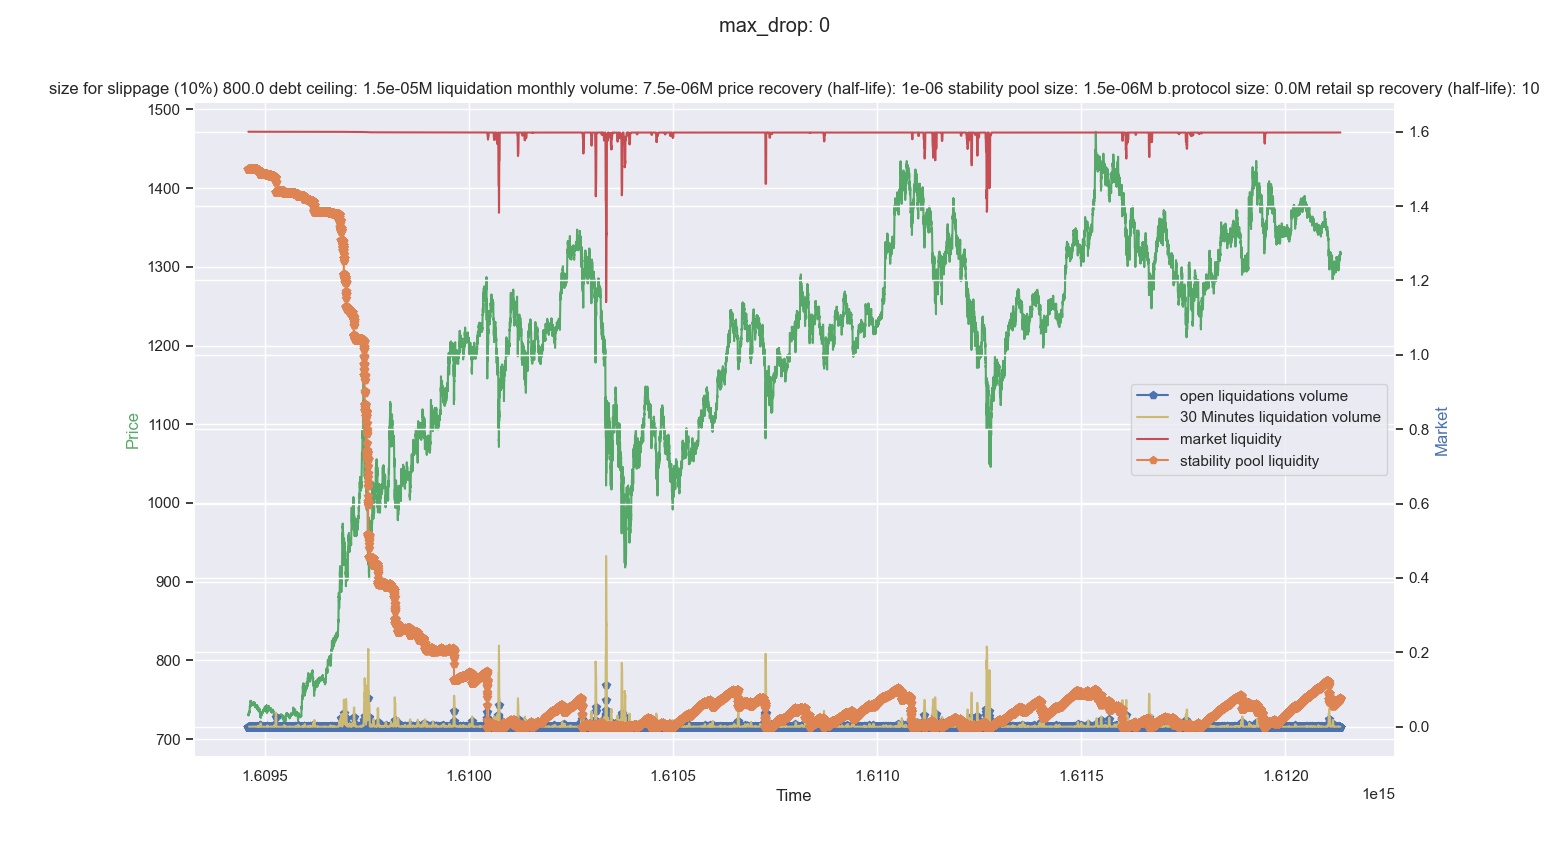 max_drop: 0
size for slippage (10%) 800.0 debt ceiling: 1.5e-05M liquidation monthly volume: 7.5e-06M price recovery (half-life): 1e-06 stability pool size: 1.5e-06M b.protocol size: 0.0M retail sp recovery (half-life): 10
1500
1400
1300
1200
1100
1000
900
800
700
Price
1.6
1.4
1.2
1.0
0.8
0.6
0.4
0.2
0.0
Market
open liquidations volume
30 Minutes liquidation volume
market liquidity
stability pool liquidity
1.6095
1.6100
1.6105
1.6110
1.6115
1.6120
Time
1e15